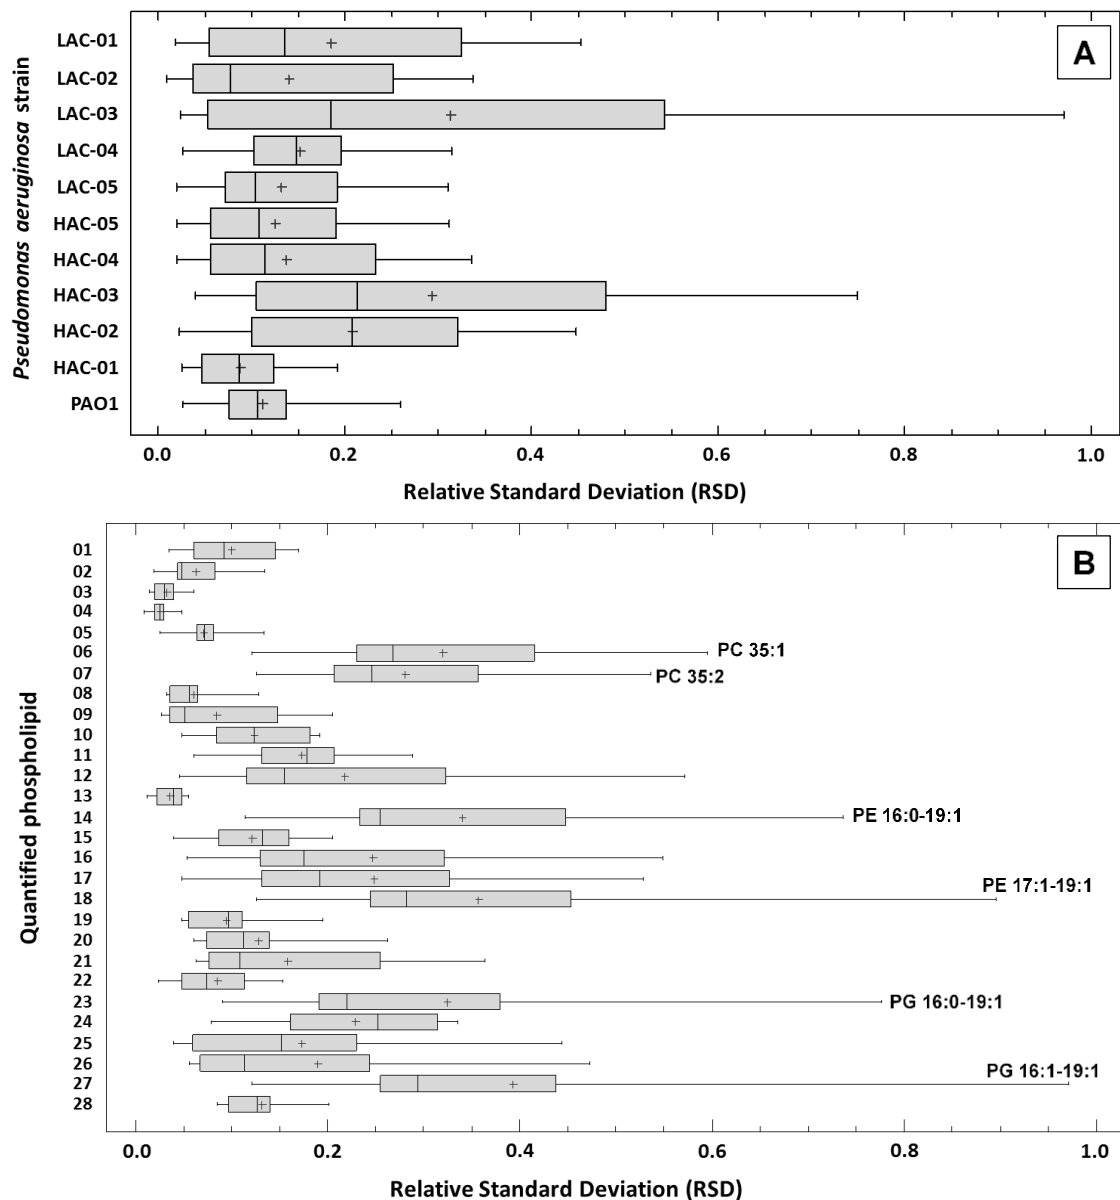 A
Pseudomonas aeruginosa strain
LAC-01
LAC-02
LAC-03
LAC-04
LAC-05
HAC-05
HAC-04
HAC-03
HAC-02
HAC-01
PAO1
0.0 0.2 0.4 0.6 0.8 1.0
Relative Standard Deviation (RSD)
B
Quantified phospholipid
01
02
03
04
05
06 PC 35:1
07 PC 35:2
08
09
10
11
12
13
14 PE 16:0-19:1
15
16
17 PE 17:1-19:1
18
19
20
21
22
23 PG 16:0-19:1
24
25
26 PG 16:1-19:1
27
28
0.0 0.2 0.4 0.6 0.8 1.0
Relative Standard Deviation (RSD)